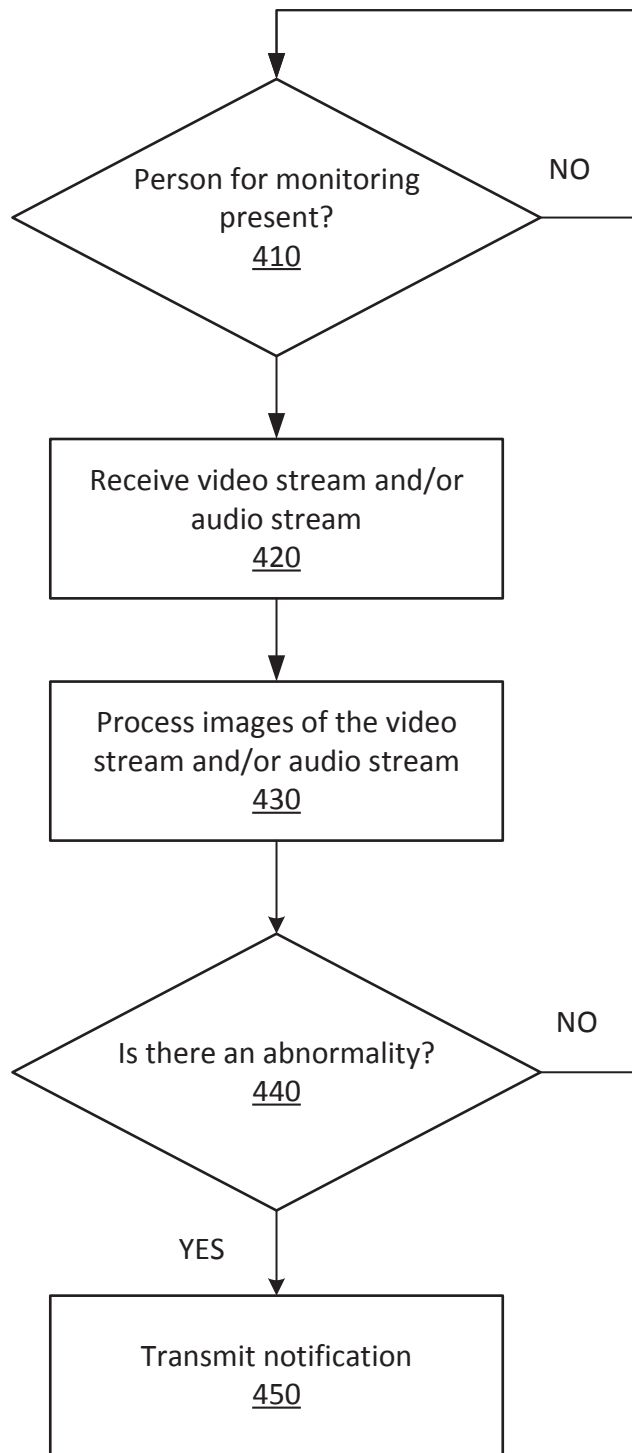 Person for monitoring
present?
410
NO
Receive video stream and/or
audio stream
420
Process images of the video
stream and/or audio stream
430
Is there an abnormality?
440
NO
YES
Transmit notification
450